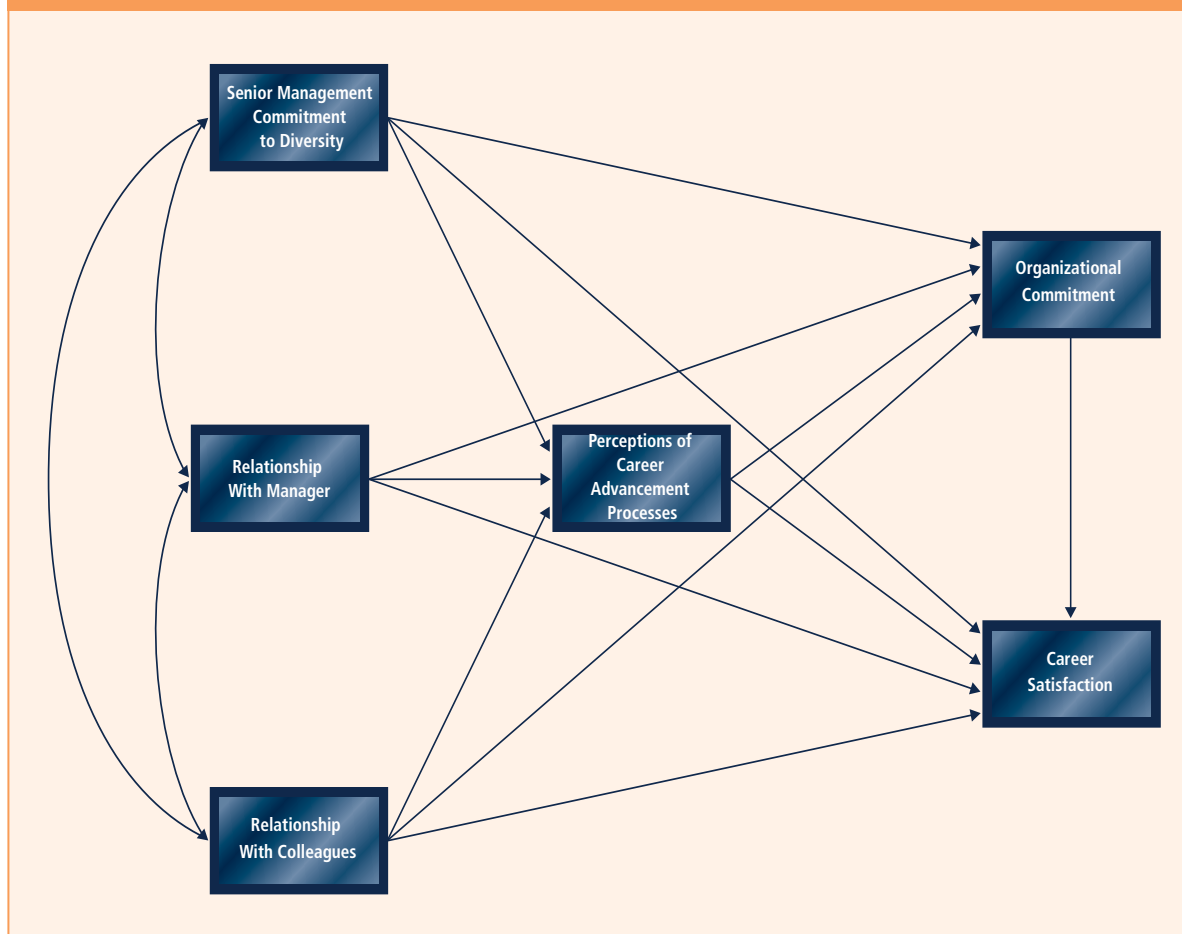 Senior Management
Commitment
to Diversity
Organizational
Commitment
Relationship
With Manager
Perceptions of
Career
Advancement
Processes
Career
Satisfaction
Relationship
With Colleagues